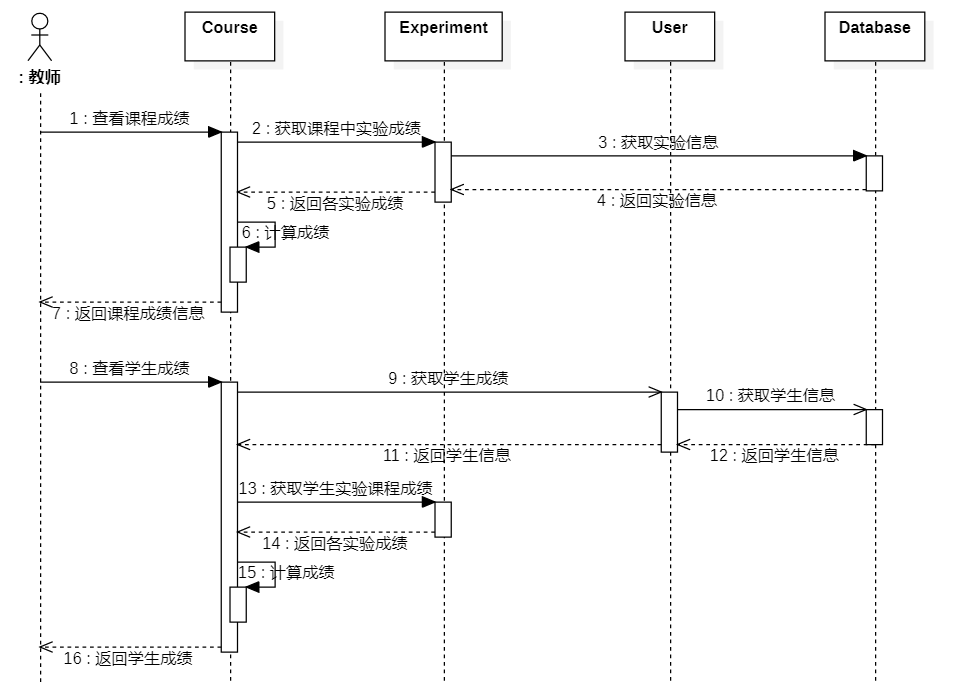 Course
Experiment
User
Database
: 教师
1 : 查看课程成绩
2 : 获取课程中实验成绩
3 : 获取实验信息
4 : 返回实验信息
5 : 返回各实验成绩
6 : 计算成绩
7 : 返回课程成绩信息
8 : 查看学生成绩
9 : 获取学生成绩
10 : 获取学生信息
11 : 返回学生信息
12 : 返回学生信息
13 : 获取学生实验课程成绩
14 : 返回各实验成绩
15 : 计算成绩
16 : 返回学生成绩